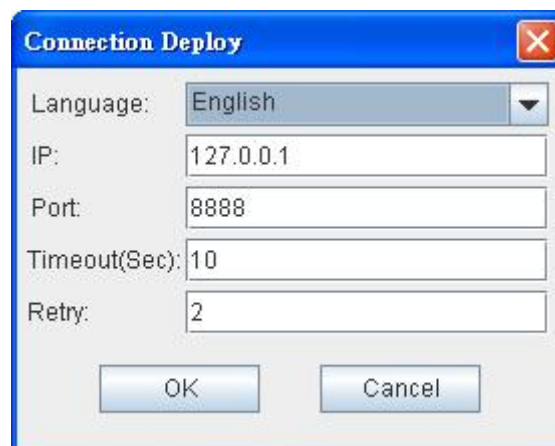 Connection Deploy
Language: English
IP: 127.0.0.1
Port: 8888
Timeout(Sec): 10
Retry: 2
OK Cancel